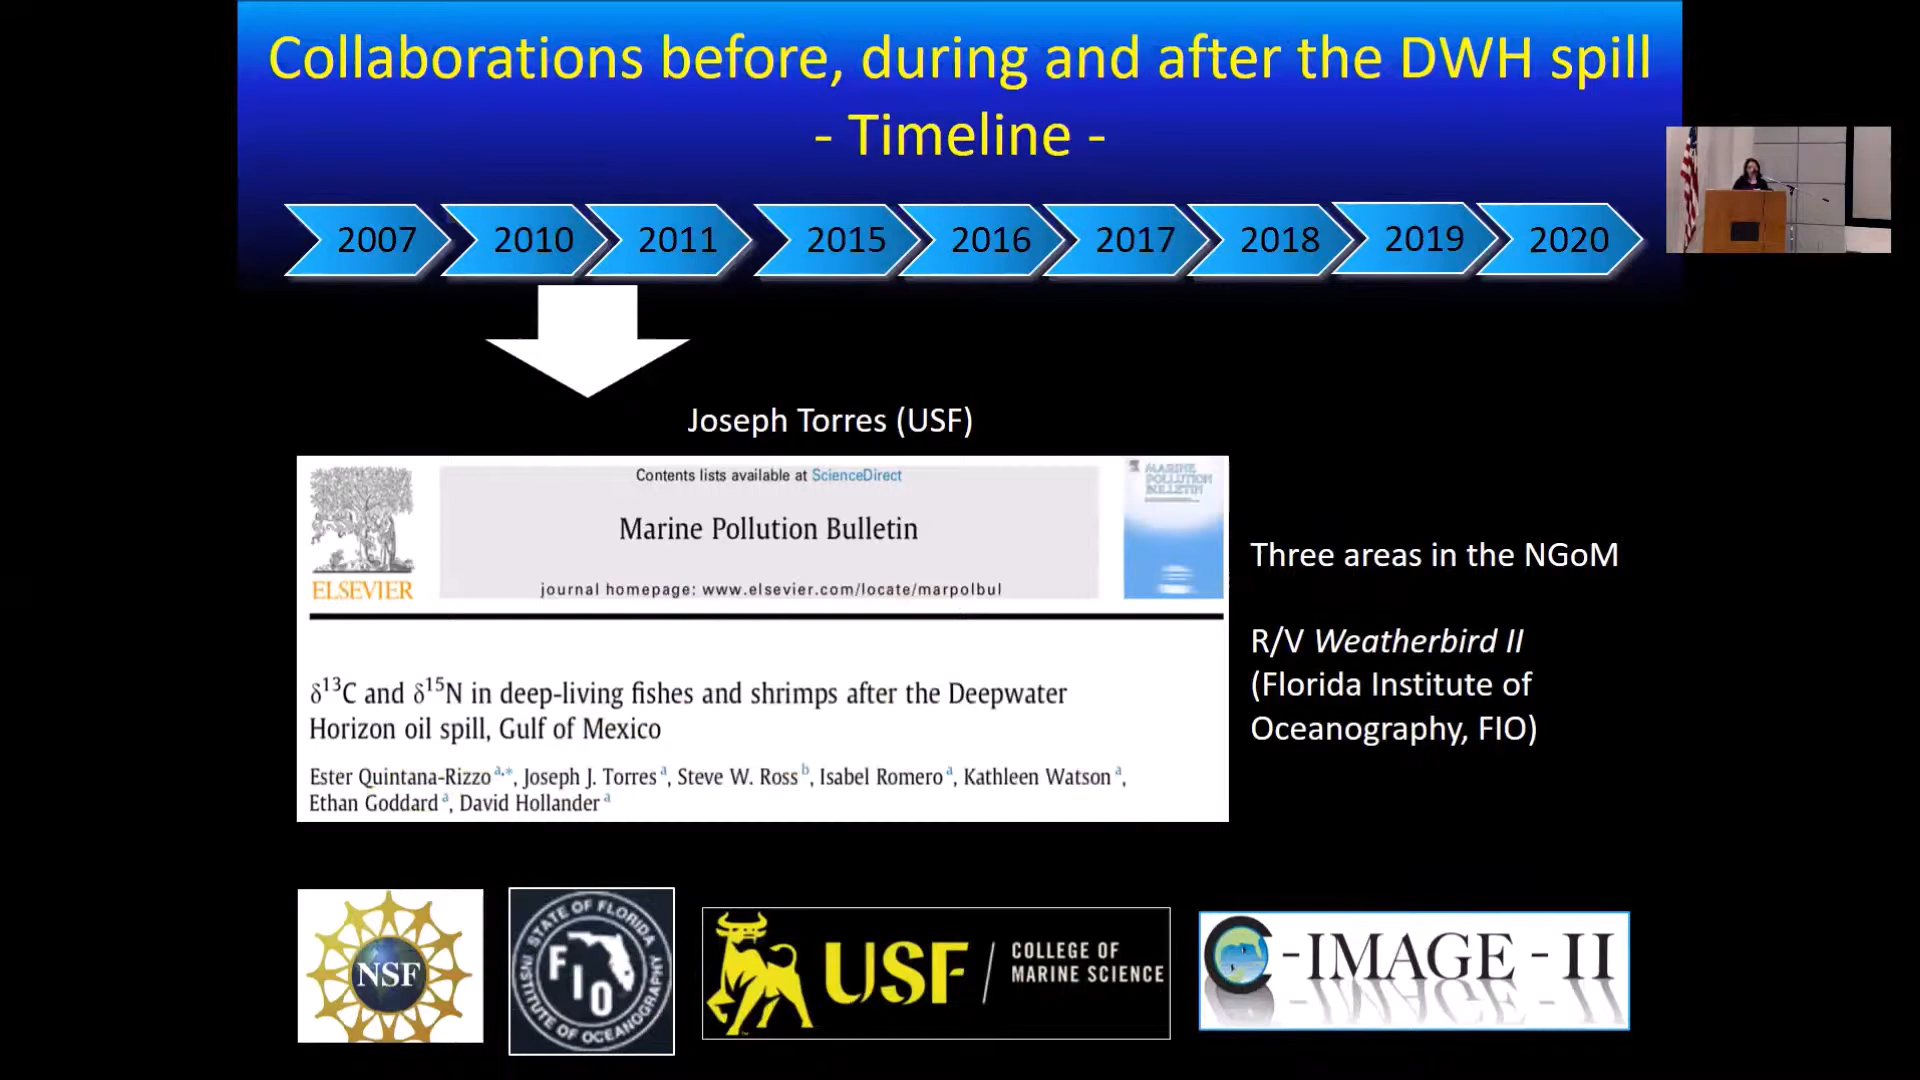 Collaborations before, during and after the DWH spill
- Timeline -
2007 2010 2011 2015 2016 2017 2018 2019 2020
Joseph Torres (USF)
Contents lists available at ScienceDirect
Marine Pollution Bulletin
journal homepage: www.elsevier.com/locate/marpolbul
ELSEVIER
MARINE
POLLUTION
BULLETIN
δ¹³C and δ¹⁵N in deep-living fishes and shrimps after the Deepwater
Horizon oil spill, Gulf of Mexico
Ester Quintana-Rizzo ᵃ,*, Joseph J. Torres ᵃ, Steve W. Ross ᵇ, Isabel Romero ᵃ, Kathleen Watson ᵃ,
Ethan Goddard ᵃ, David Hollander ᵃ
Three areas in the NGoM
R/V Weatherbird II
(Florida Institute of
Oceanography, FIO)
NSF
STATE OF FLORIDA
FIO
INSTITUTE OF OCEANOGRAPHY
USF / COLLEGE OF
MARINE SCIENCE
C-IMAGE-II